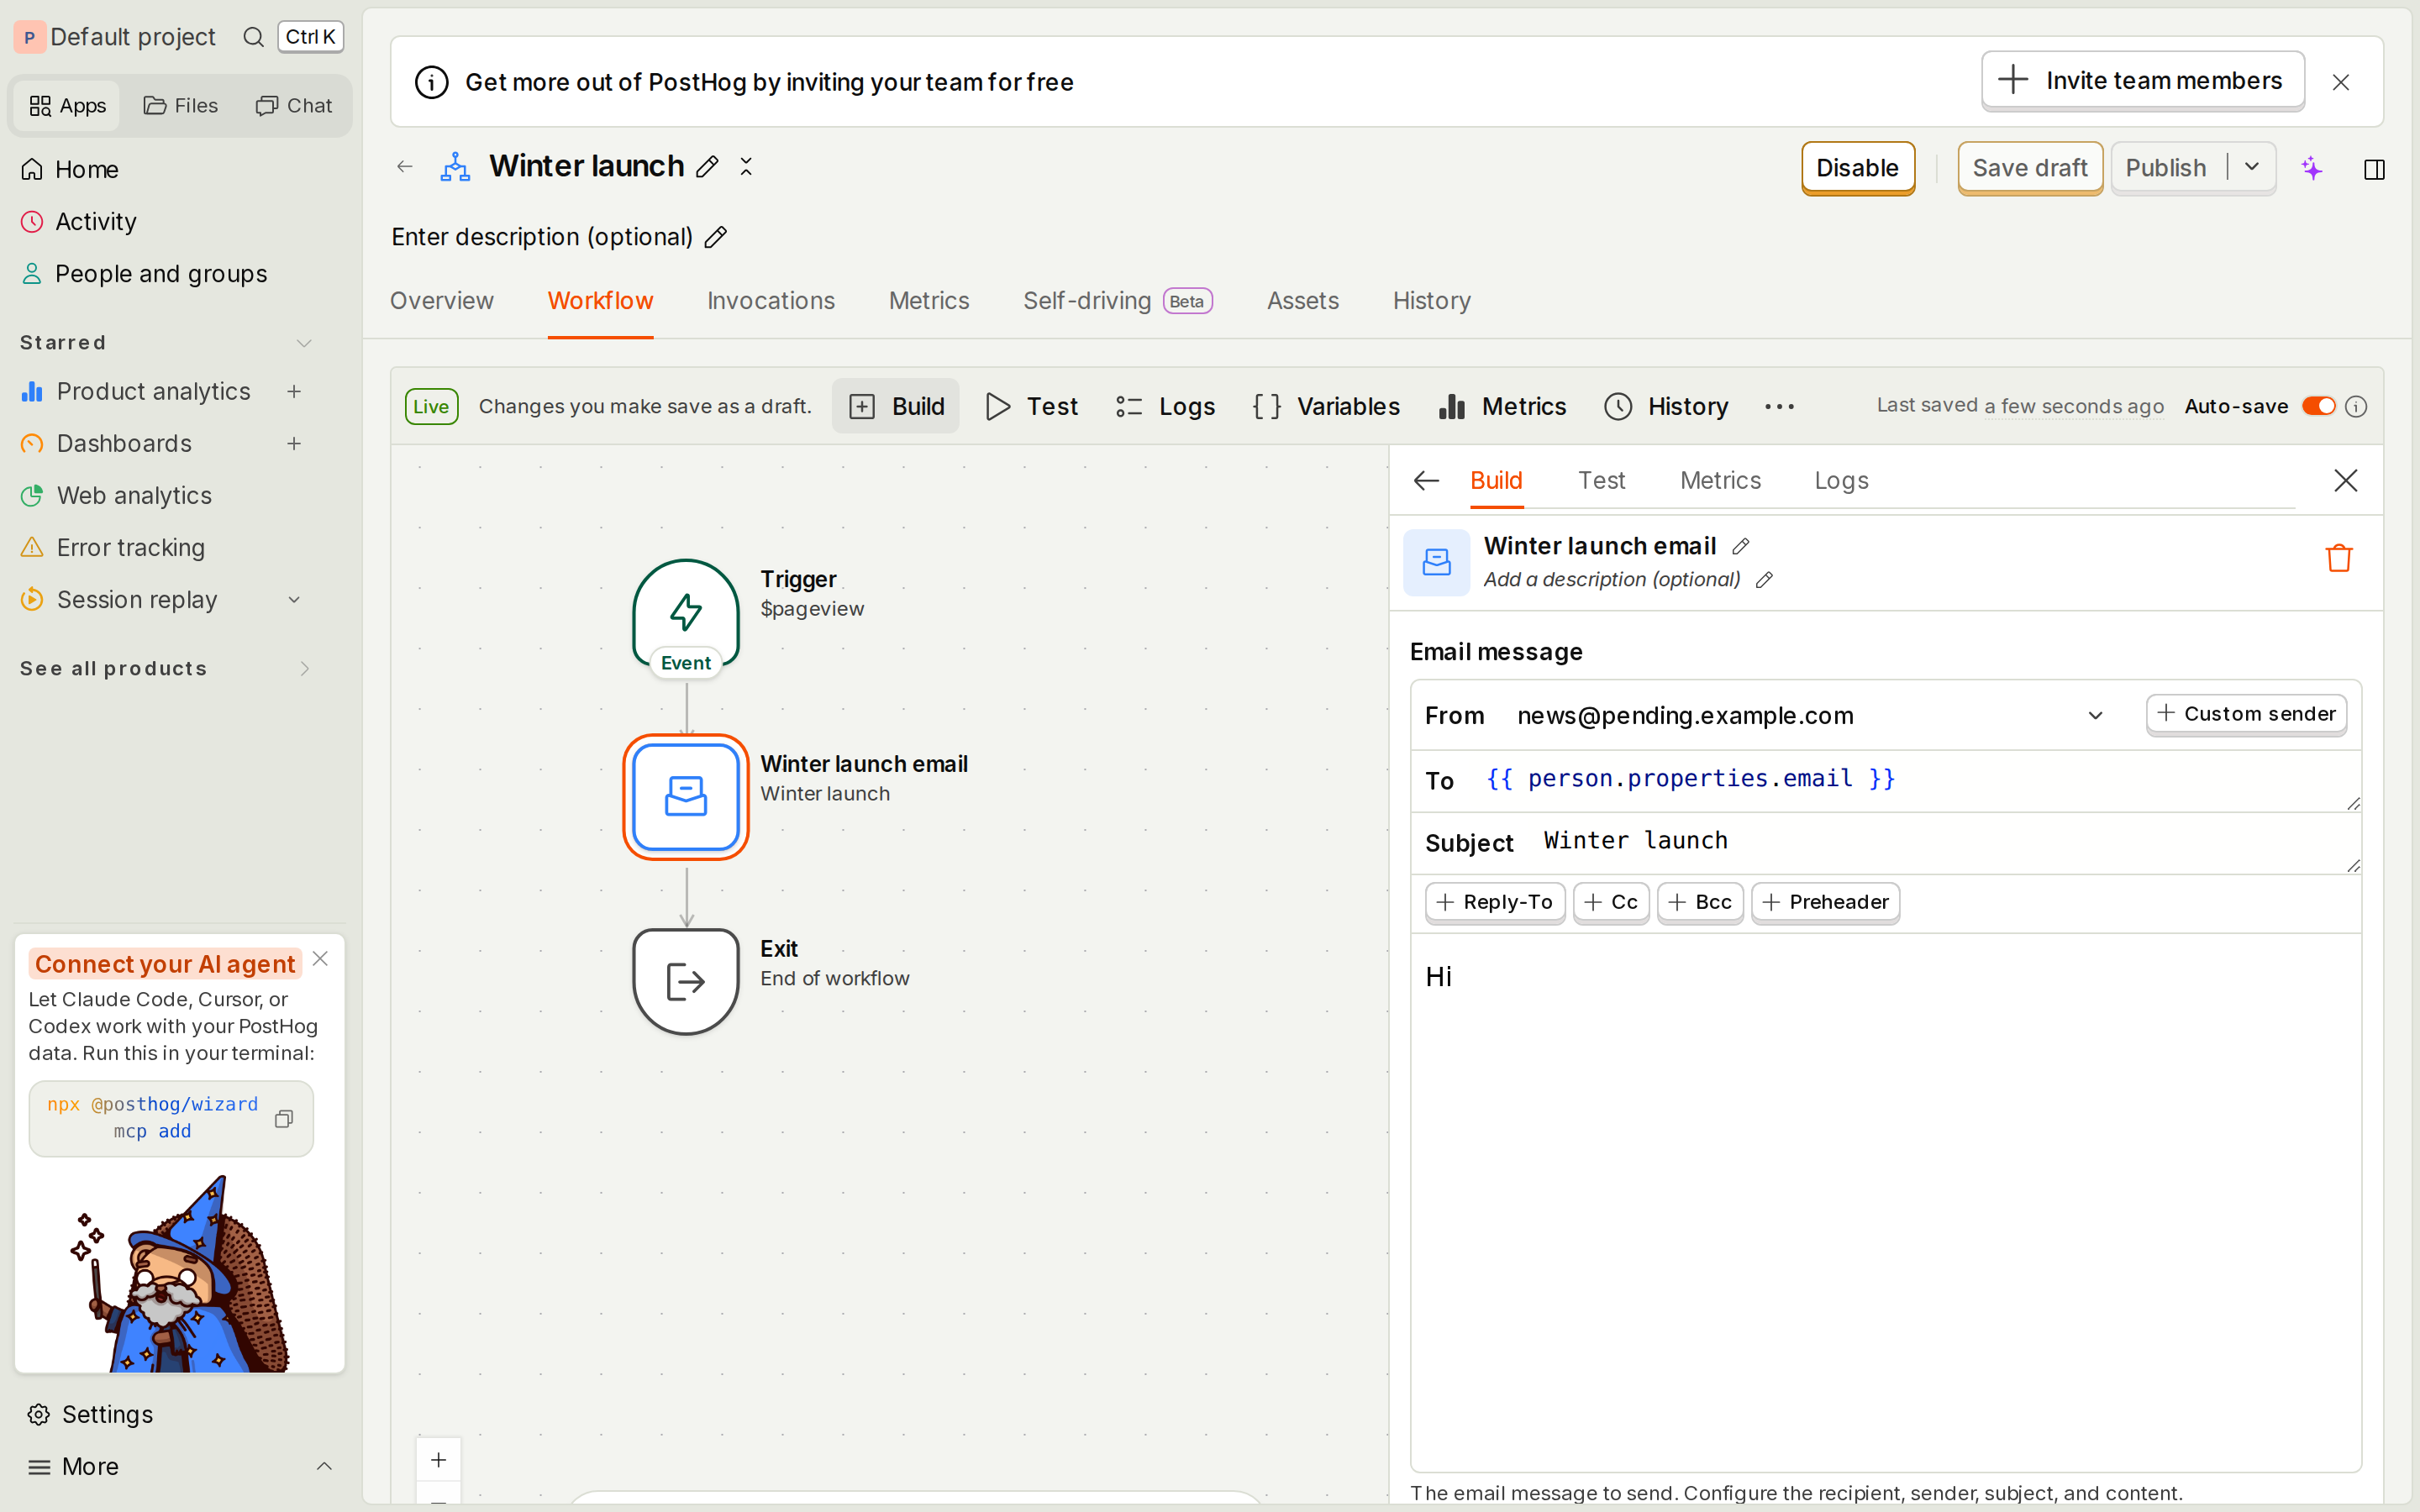 P Default project Ctrl K
Apps Files Chat
Home
Activity
People and groups
Starred
Product analytics
Dashboards
Web analytics
Error tracking
Session replay
See all products
Connect your AI agent
Let Claude Code, Cursor, or
Codex work with your PostHog
data. Run this in your terminal:
npx @posthog/wizard
mcp add
Settings
More
Get more out of PostHog by inviting your team for free
Invite team members
Winter launch
Disable Save draft Publish
Enter description (optional)
Overview Workflow Invocations Metrics Self-driving Beta Assets History
Live Changes you make save as a draft. Build Test Logs Variables Metrics History Last saved a few seconds ago Auto-save
Trigger
$pageview
Event
Winter launch email
Winter launch
Exit
End of workflow
Build Test Metrics Logs
Winter launch email
Add a description (optional)
Email message
From news@pending.example.com Custom sender
To {{ person.properties.email }}
Subject Winter launch
Reply-To Cc Bcc Preheader
Hi
The email message to send. Configure the recipient, sender, subject, and content.